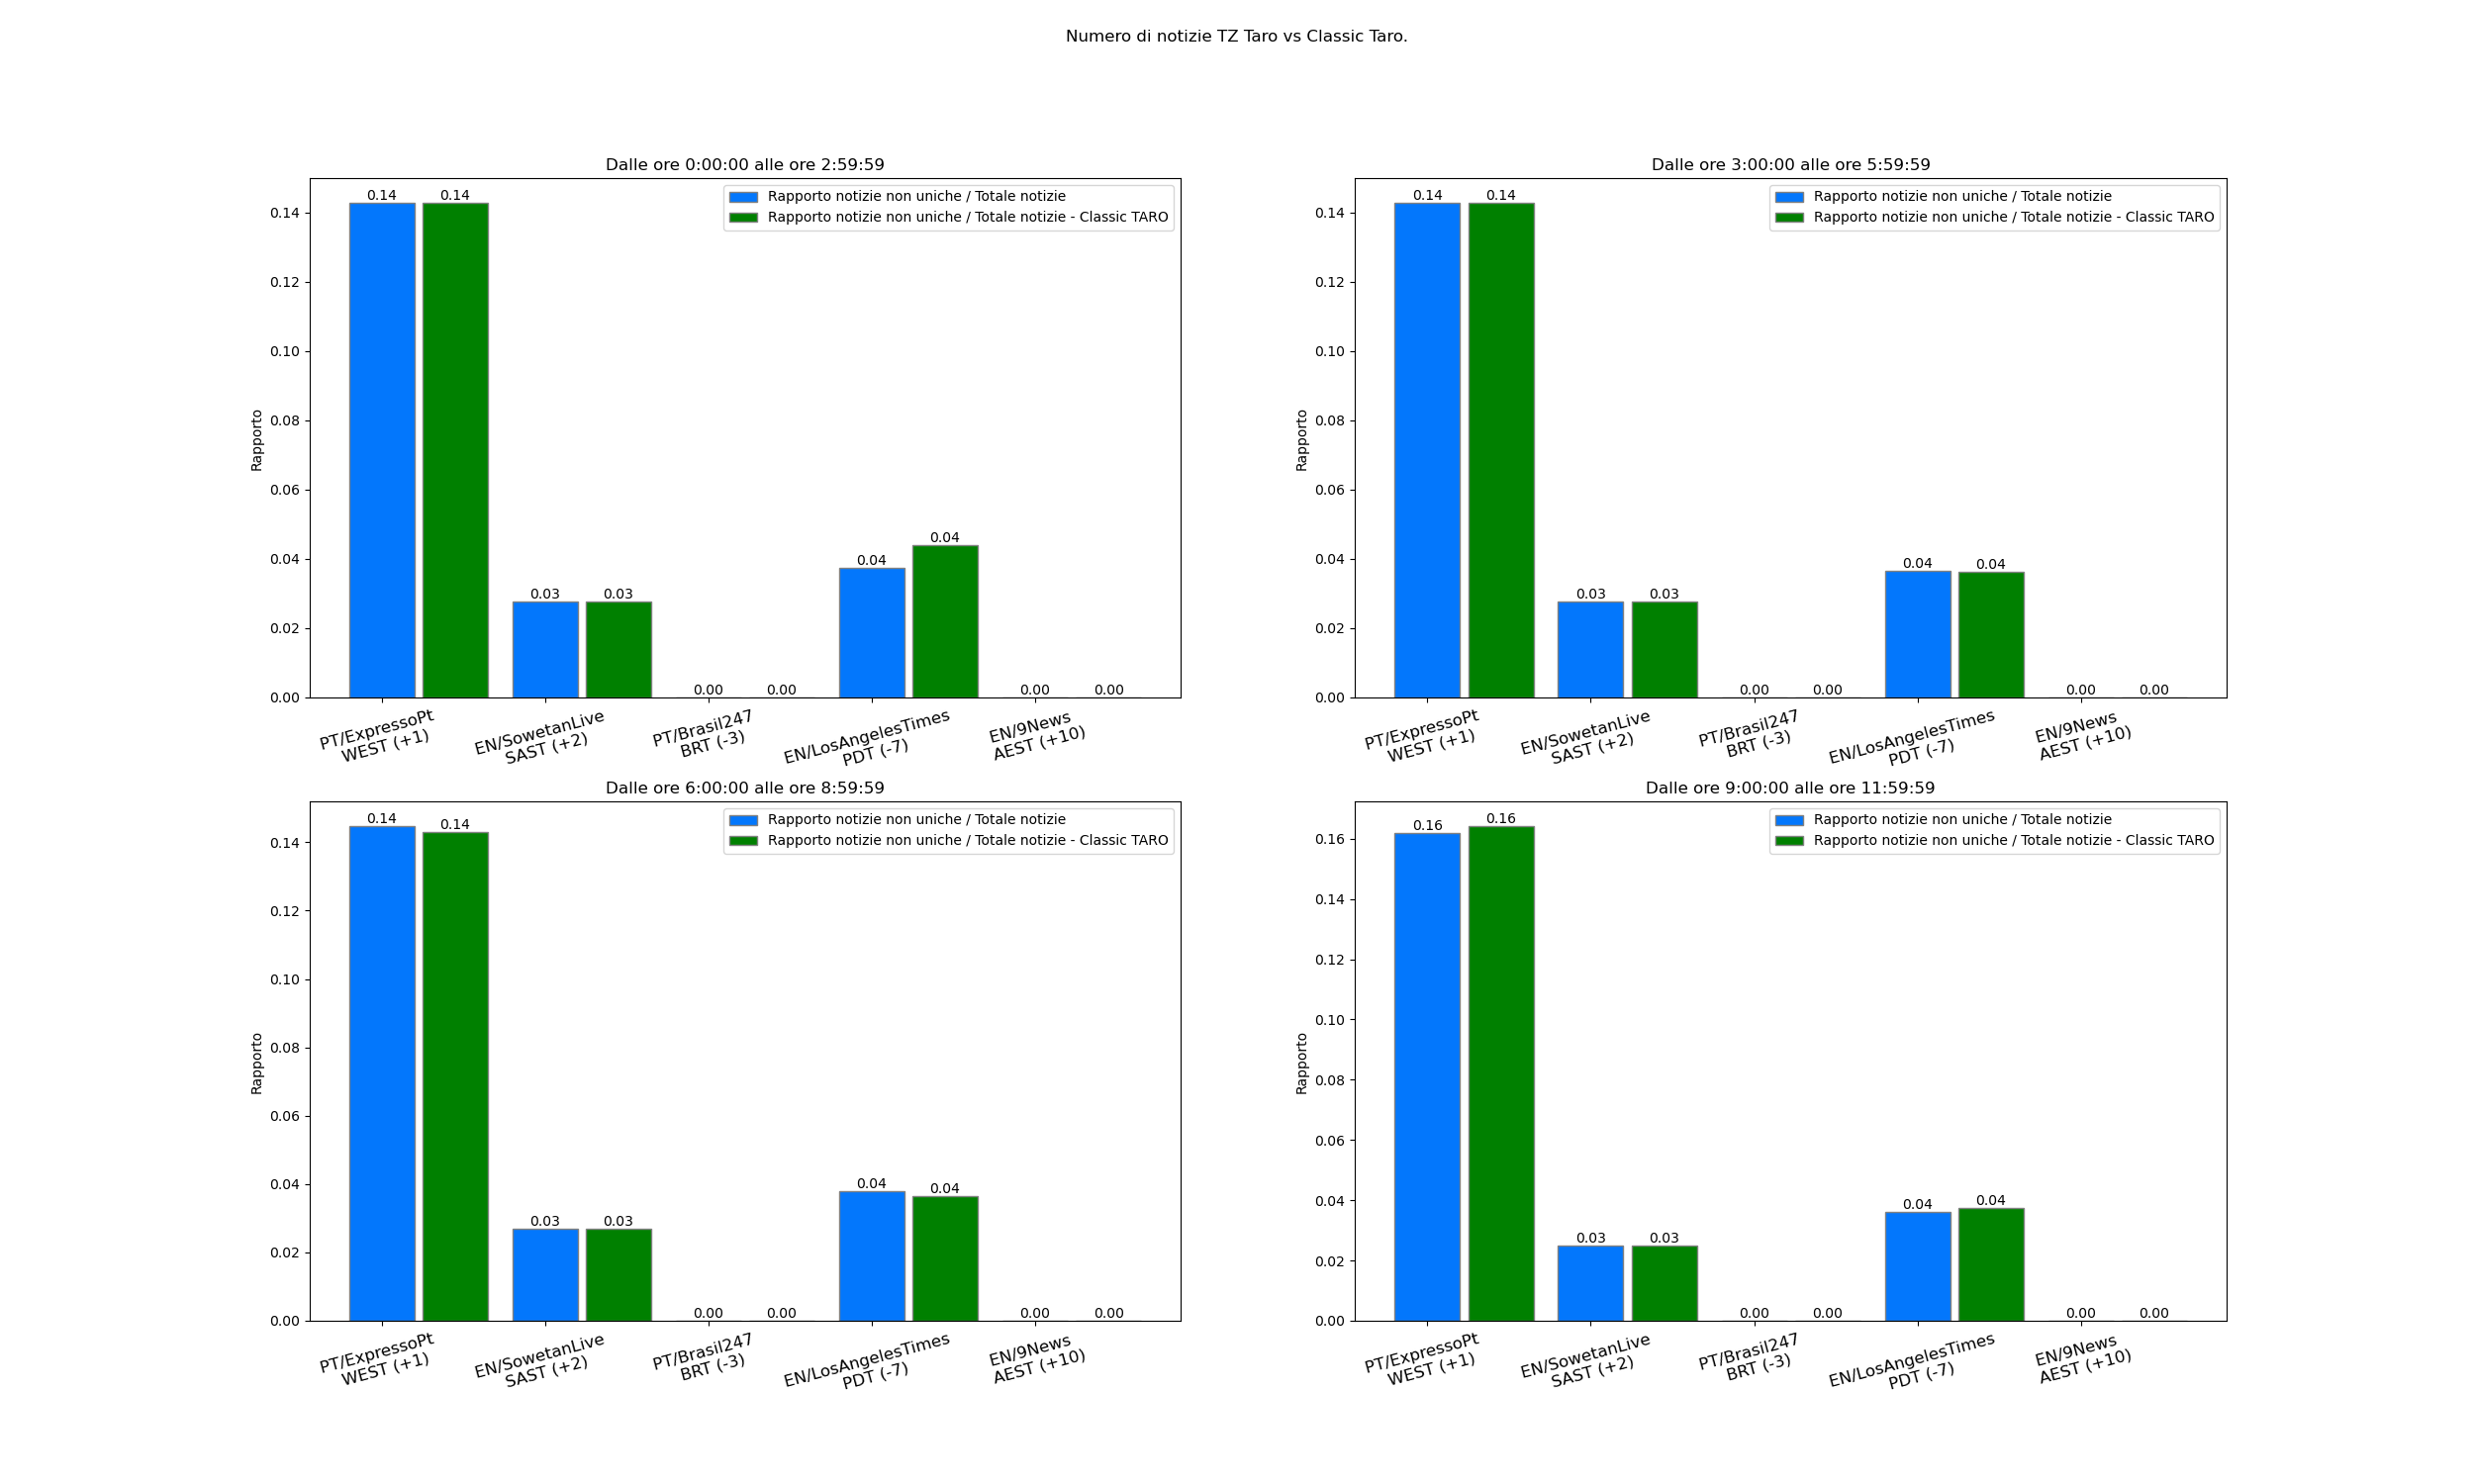 Numero di notizie TZ Taro vs Classic Taro.
Dalle ore 0:00:00 alle ore 2:59:59
Rapporto notizie non uniche / Totale notizie
Rapporto notizie non uniche / Totale notizie - Classic TARO
Rapporto
0.14
0.12
0.10
0.08
0.06
0.04
0.02
0.00
0.14 0.14
0.03 0.03
0.00 0.00
0.04 0.04
0.00 0.00
PT/ExpressoPt
WEST (+1)
EN/SowetanLive
SAST (+2)
PT/Brasil247
BRT (-3)
EN/LosAngelesTimes
PDT (-7)
EN/9News
AEST (+10)
Dalle ore 3:00:00 alle ore 5:59:59
Rapporto notizie non uniche / Totale notizie
Rapporto notizie non uniche / Totale notizie - Classic TARO
Rapporto
0.14
0.12
0.10
0.08
0.06
0.04
0.02
0.00
0.14 0.14
0.03 0.03
0.00 0.00
0.04 0.04
0.00 0.00
PT/ExpressoPt
WEST (+1)
EN/SowetanLive
SAST (+2)
PT/Brasil247
BRT (-3)
EN/LosAngelesTimes
PDT (-7)
EN/9News
AEST (+10)
Dalle ore 6:00:00 alle ore 8:59:59
Rapporto notizie non uniche / Totale notizie
Rapporto notizie non uniche / Totale notizie - Classic TARO
Rapporto
0.14
0.12
0.10
0.08
0.06
0.04
0.02
0.00
0.14 0.14
0.03 0.03
0.00 0.00
0.04 0.04
0.00 0.00
PT/ExpressoPt
WEST (+1)
EN/SowetanLive
SAST (+2)
PT/Brasil247
BRT (-3)
EN/LosAngelesTimes
PDT (-7)
EN/9News
AEST (+10)
Dalle ore 9:00:00 alle ore 11:59:59
Rapporto notizie non uniche / Totale notizie
Rapporto notizie non uniche / Totale notizie - Classic TARO
Rapporto
0.16
0.14
0.12
0.10
0.08
0.06
0.04
0.02
0.00
0.16 0.16
0.03 0.03
0.00 0.00
0.04 0.04
0.00 0.00
PT/ExpressoPt
WEST (+1)
EN/SowetanLive
SAST (+2)
PT/Brasil247
BRT (-3)
EN/LosAngelesTimes
PDT (-7)
EN/9News
AEST (+10)